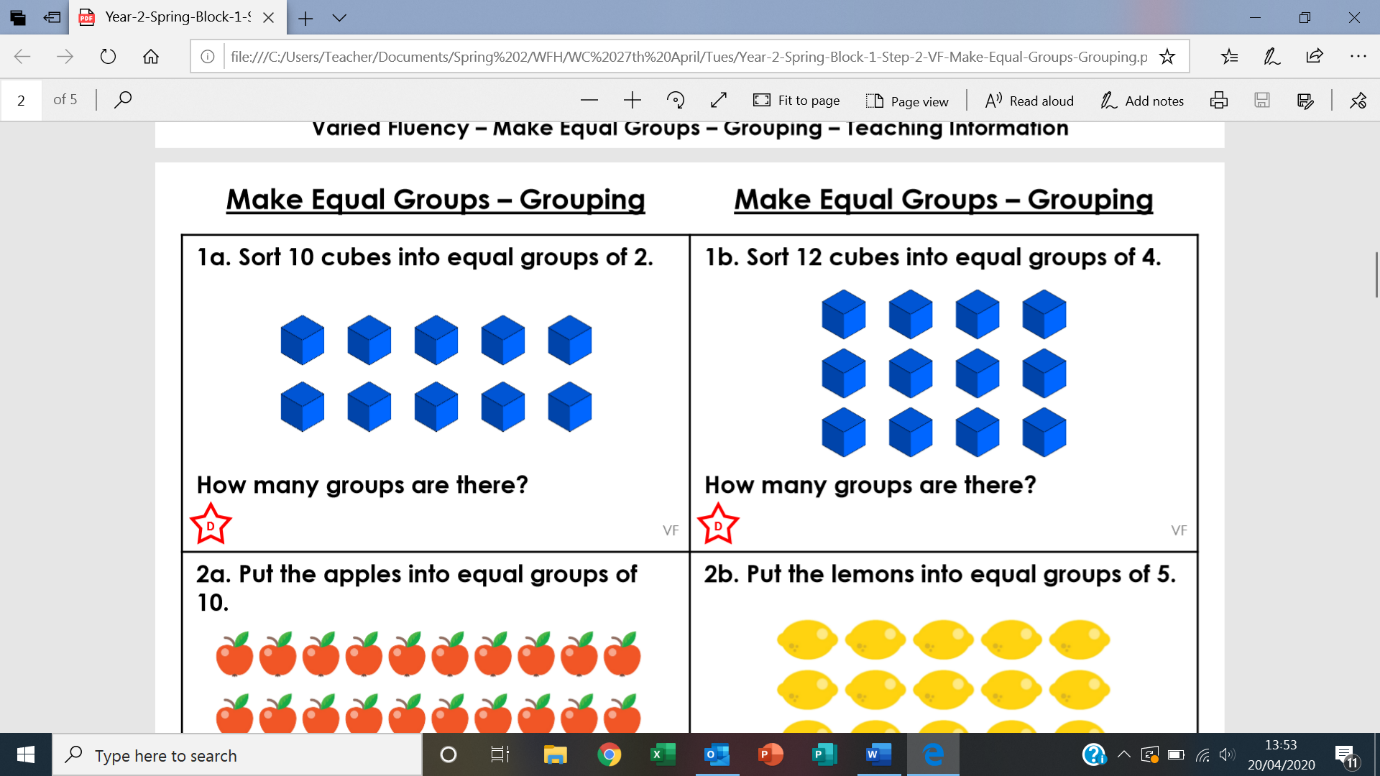 Year-2-Spring-Block-1-S
file:///C:/Users/Teacher/Documents/Spring%202/WFH/WC%2027th%20April/Tues/Year-2-Spring-Block-1-Step-2-VF-Make-Equal-Groups-Grouping.p
2 of 5
Fit to page
Page view
Read aloud
Add notes
Varied Fluency – Make Equal Groups – Grouping – Teaching Information
Make Equal Groups – Grouping
Make Equal Groups – Grouping
1a. Sort 10 cubes into equal groups of 2.
How many groups are there?
D
VF
1b. Sort 12 cubes into equal groups of 4.
How many groups are there?
D
VF
2a. Put the apples into equal groups of
10.
2b. Put the lemons into equal groups of 5.
Type here to search
13:53
20/04/2020
11